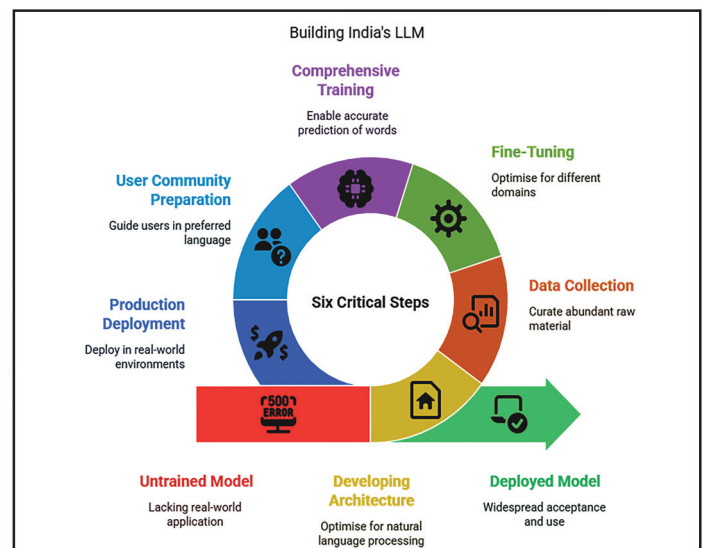 Building India's LLM
Comprehensive
Training
Enable accurate
prediction of words
Fine-Tuning
Optimise for different
domains
User Community
Preparation
Guide users in preferred
language
Data Collection
Curate abundant raw
material
Six Critical Steps
Production
Deployment
Deploy in real-world
environments
500
ERROR
Untrained Model
Lacking real-world
application
Developing
Architecture
Optimise for natural
language processing
Deployed Model
Widespread acceptance
and use